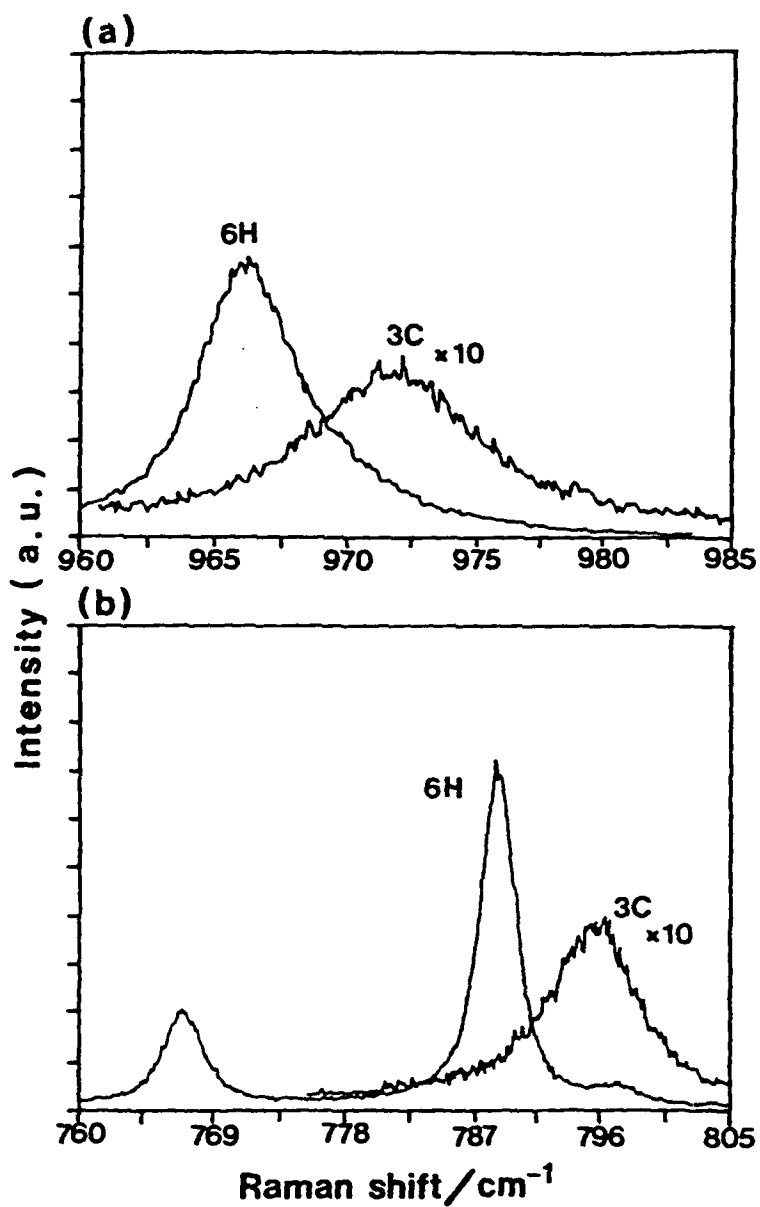 (a)
6H
3C
×10
960 965 970 975 980 985
(b)
6H
3C
×10
760 769 778 787 796 805
Intensity ( a.u.)
Raman shift/cm⁻¹